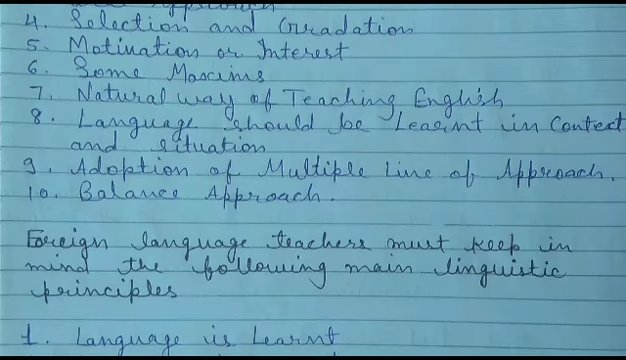 Approach
4. Selection and Gradation
5. Motivation or Interest
6. Some Maxims
7. Natural way of Teaching English
8. Language should be Learnt in Context
and situation
9. Adoption of Multiple Line of Approach.
10. Balance Approach.
Foreign language teachers must keep in
mind the following main linguistic
principles
1. Language is Learnt